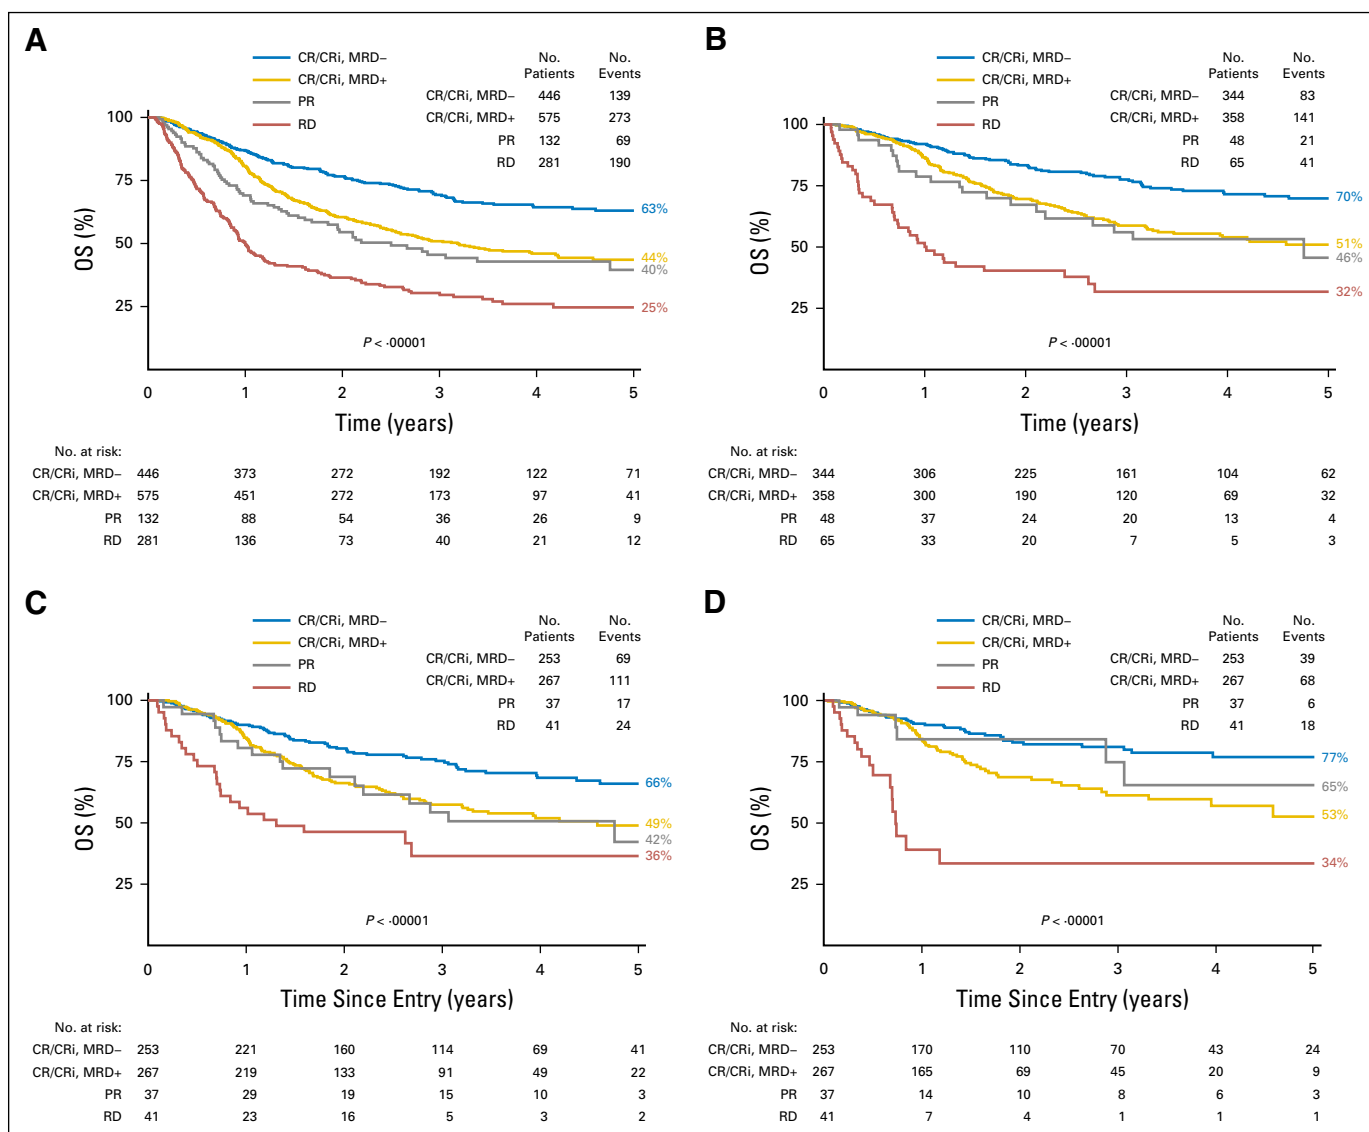 A
CR/CRi, MRD–
CR/CRi, MRD+
PR
RD
No. Patients No. Events
CR/CRi, MRD– 446 139
CR/CRi, MRD+ 575 273
PR 132 69
RD 281 190
OS (%)
100
75
50
25
63%
44%
40%
25%
P < ·00001
0 1 2 3 4 5
Time (years)
No. at risk:
CR/CRi, MRD– 446 373 272 192 122 71
CR/CRi, MRD+ 575 451 272 173 97 41
PR 132 88 54 36 26 9
RD 281 136 73 40 21 12
B
CR/CRi, MRD–
CR/CRi, MRD+
PR
RD
No. Patients No. Events
CR/CRi, MRD– 344 83
CR/CRi, MRD+ 358 141
PR 48 21
RD 65 41
OS (%)
100
75
50
25
70%
51%
46%
32%
P < ·00001
0 1 2 3 4 5
Time (years)
No. at risk:
CR/CRi, MRD– 344 306 225 161 104 62
CR/CRi, MRD+ 358 300 190 120 69 32
PR 48 37 24 20 13 4
RD 65 33 20 7 5 3
C
CR/CRi, MRD–
CR/CRi, MRD+
PR
RD
No. Patients No. Events
CR/CRi, MRD– 253 69
CR/CRi, MRD+ 267 111
PR 37 17
RD 41 24
OS (%)
100
75
50
25
66%
49%
42%
36%
P < ·00001
0 1 2 3 4 5
Time Since Entry (years)
No. at risk:
CR/CRi, MRD– 253 221 160 114 69 41
CR/CRi, MRD+ 267 219 133 91 49 22
PR 37 29 19 15 10 3
RD 41 23 16 5 3 2
D
CR/CRi, MRD–
CR/CRi, MRD+
PR
RD
No. Patients No. Events
CR/CRi, MRD– 253 39
CR/CRi, MRD+ 267 68
PR 37 6
RD 41 18
OS (%)
100
75
50
25
77%
65%
53%
34%
P < ·00001
0 1 2 3 4 5
Time Since Entry (years)
No. at risk:
CR/CRi, MRD– 253 170 110 70 43 24
CR/CRi, MRD+ 267 165 69 45 20 9
PR 37 14 10 8 6 3
RD 41 7 4 1 1 1